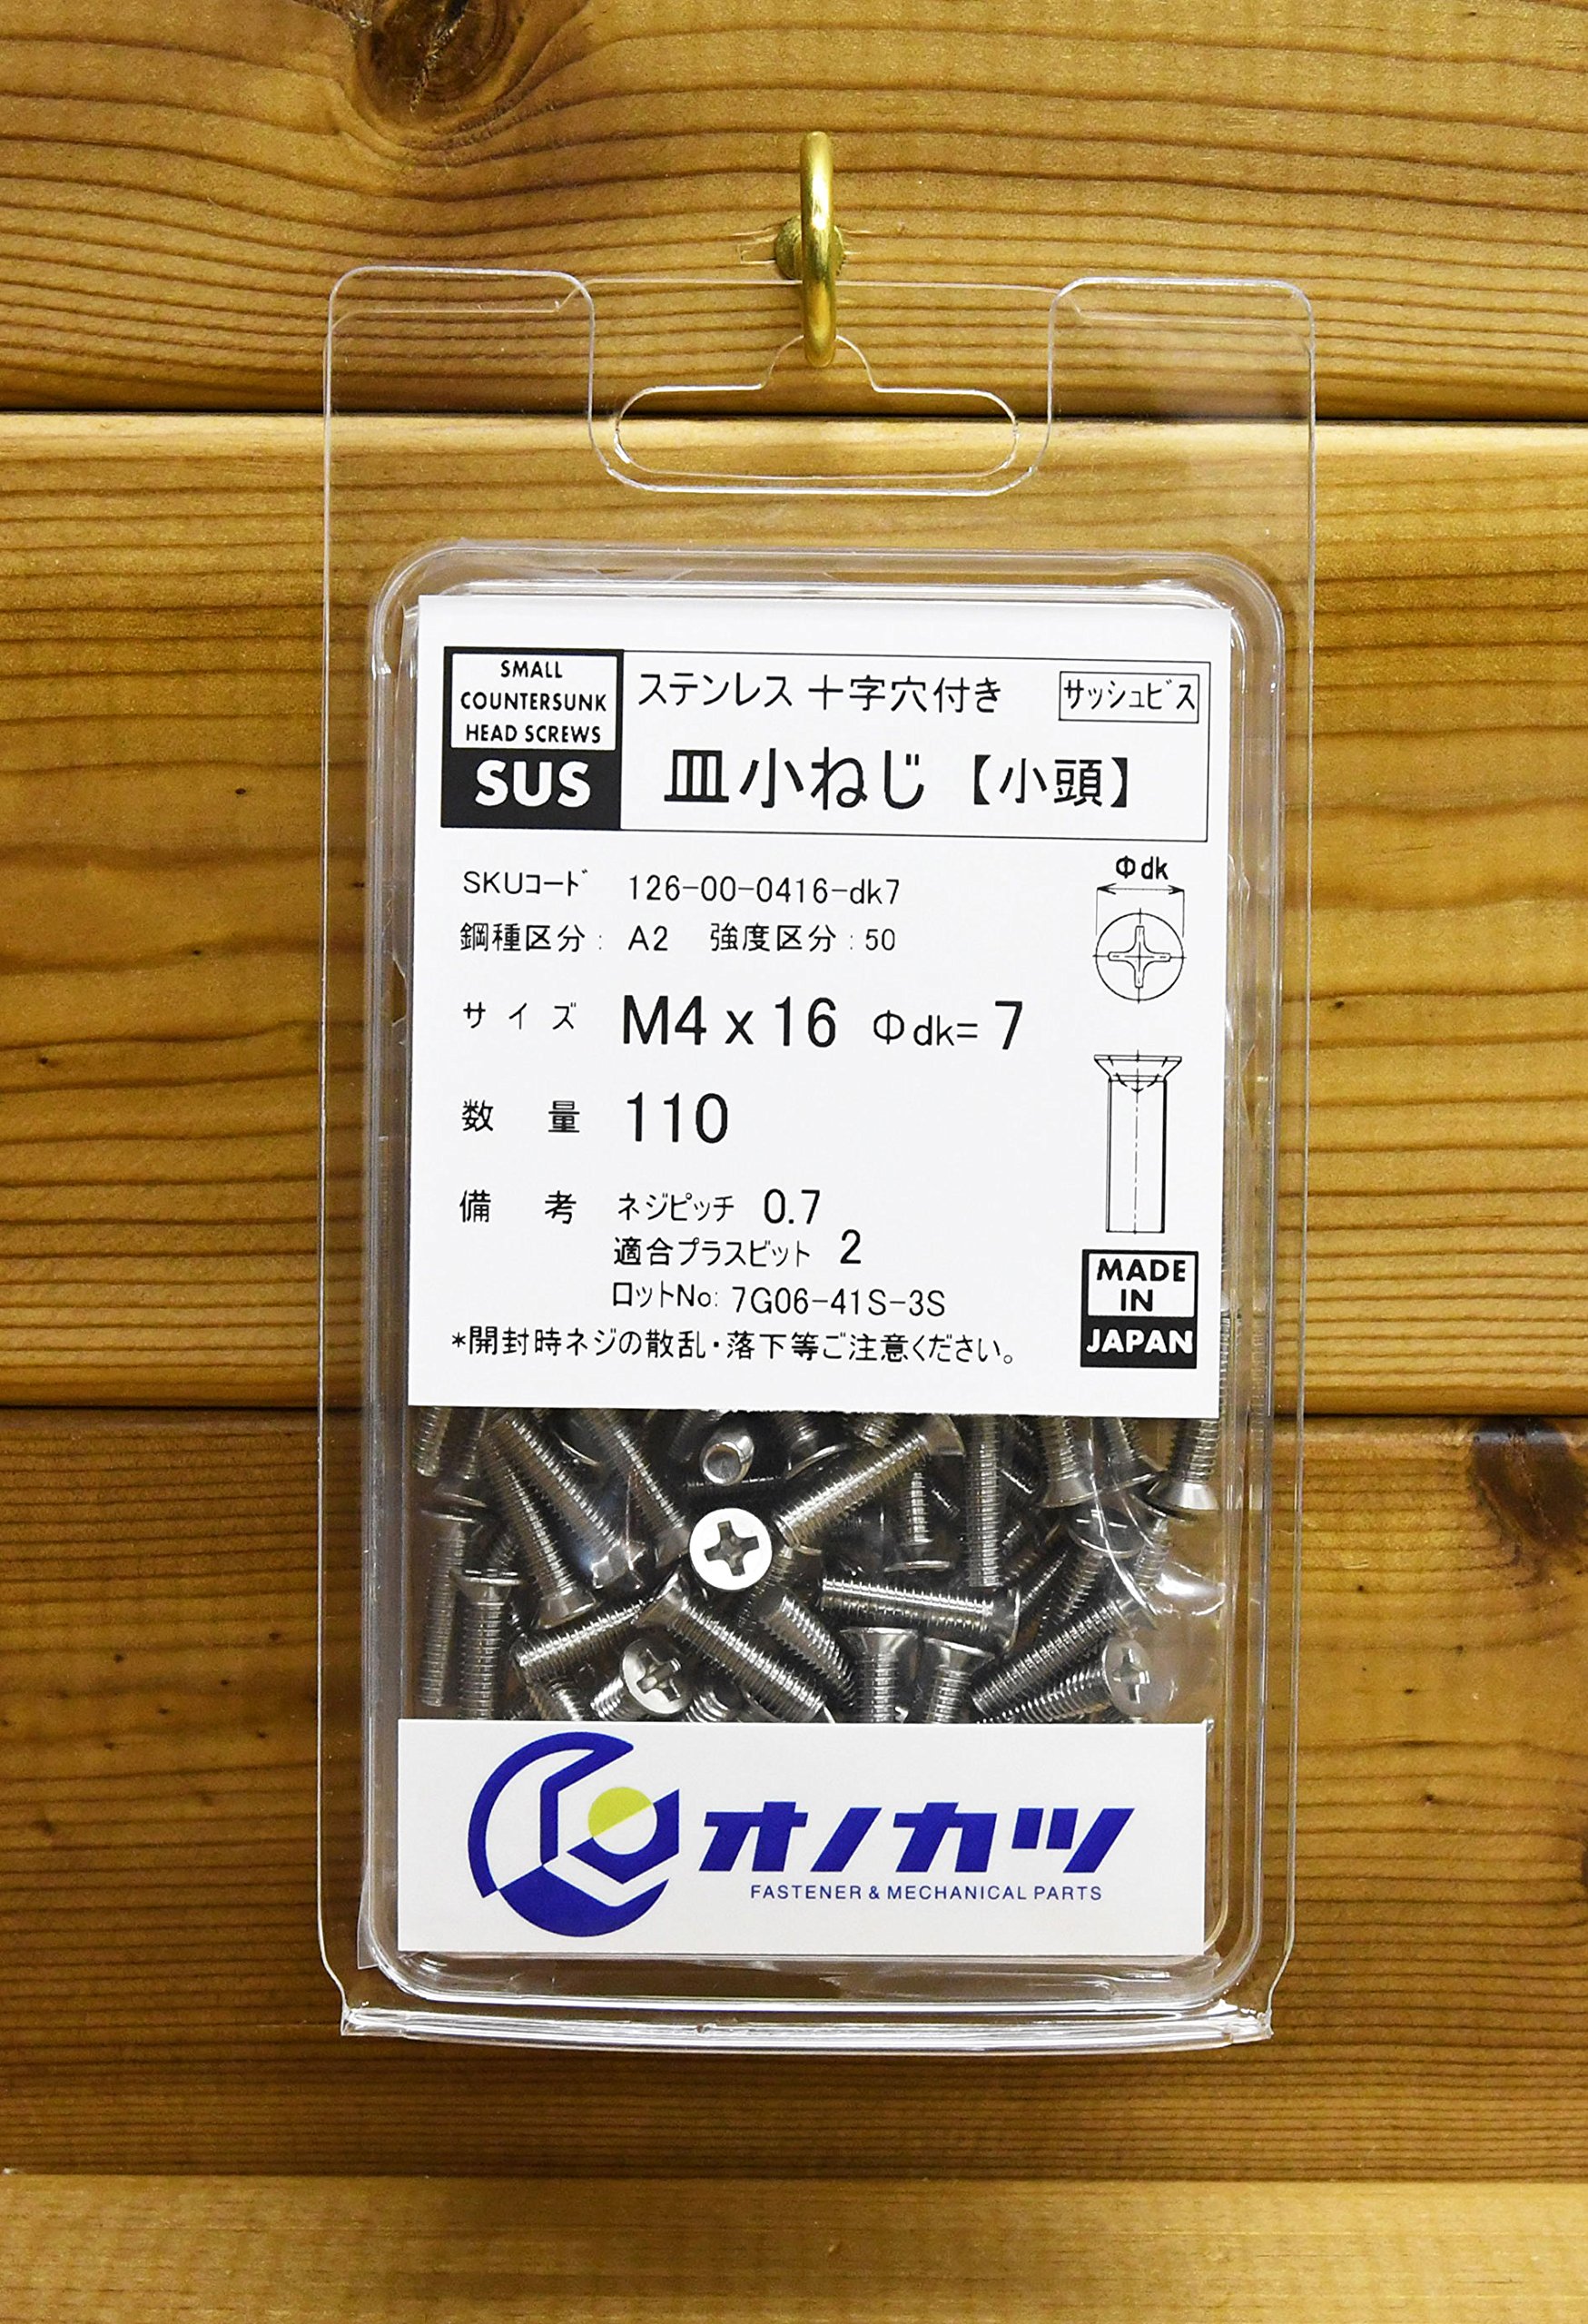 SMALL
COUNTERSUNK
HEAD SCREWS
SUS
ステンレス 十字穴付き サッシュビス
皿小ねじ【小頭】
SKUコード 126-00-0416-dk7
鋼種区分: A2 強度区分:50
サイズ M4x16 Φdk=7
数量 110
備考 ネジピッチ 0.7
適合プラスビット 2
ロットNo: 7G06-41S-3S
*開封時ネジの散乱・落下等ご注意ください。
Φdk
MADE
IN
JAPAN
オノカツ
FASTENER & MECHANICAL PARTS